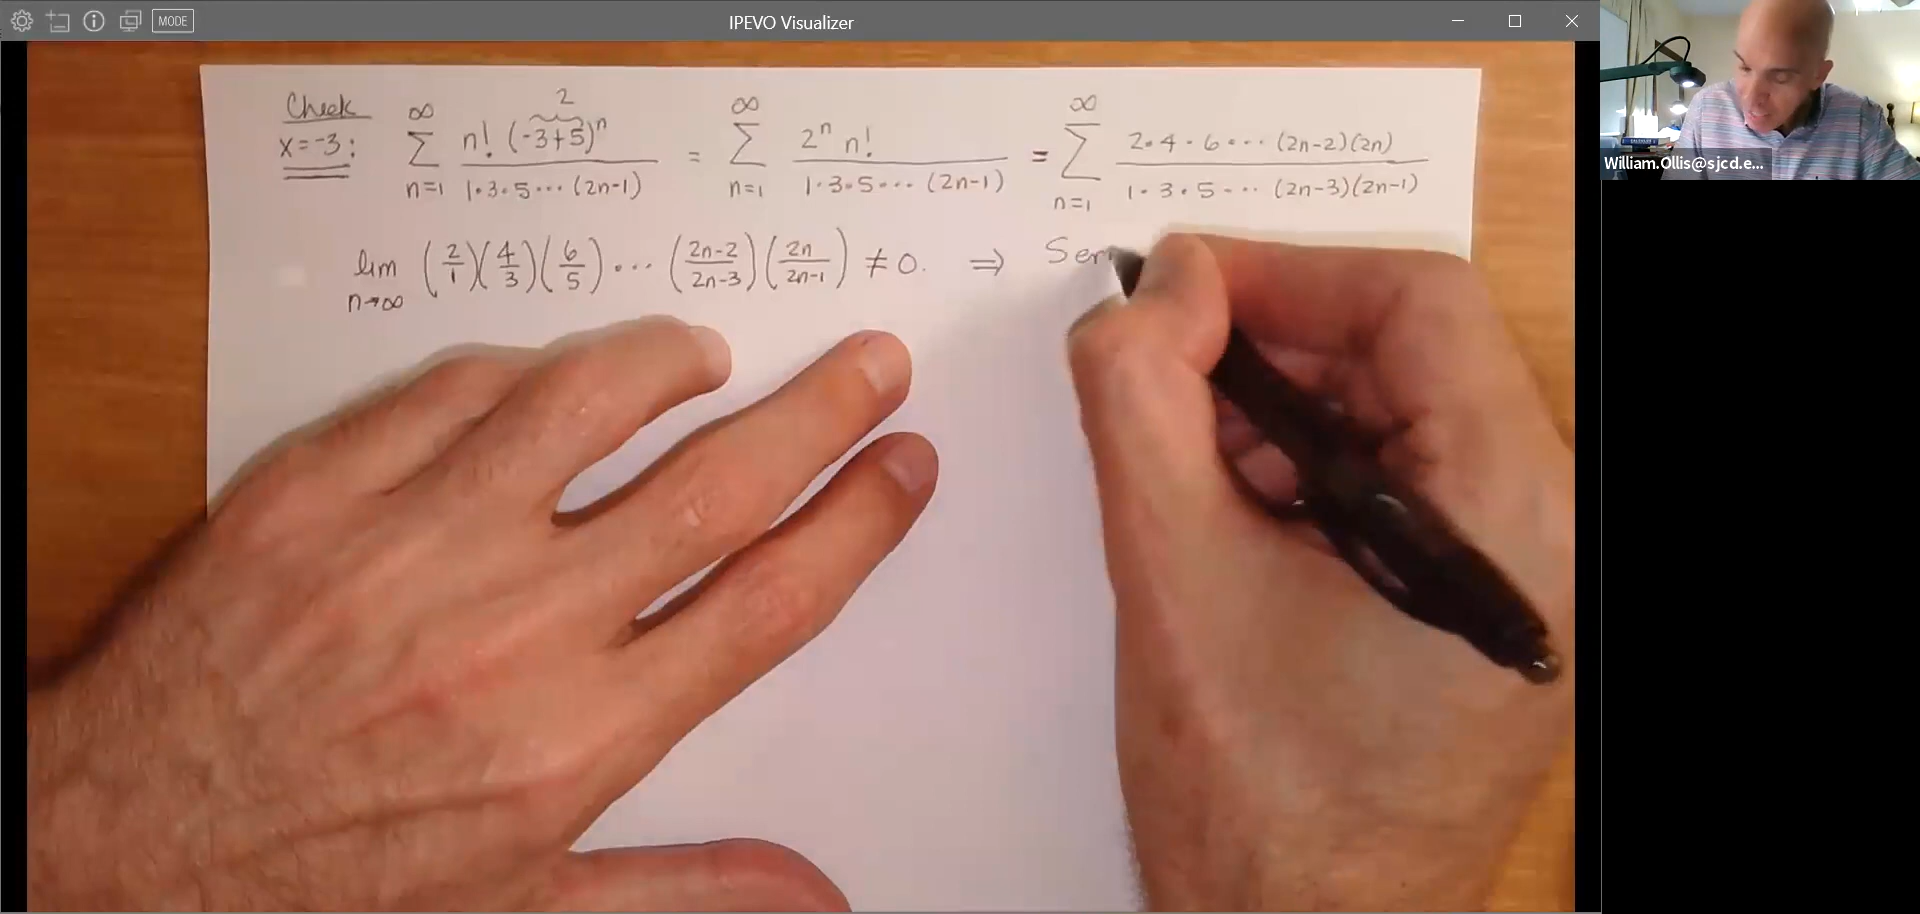 MODE
IPEVO Visualizer
William.Ollis@sjcd.e...
Check
x=-3:
∞ ∑ n=1 n! (-3+5)ⁿ / 1·3·5··· (2n-1) = ∞ ∑ n=1 2ⁿ n! / 1·3·5··· (2n-1) = ∞ ∑ n=1 2·4·6··· (2n-2)(2n) / 1·3·5··· (2n-3)(2n-1)
2
lim n→∞ (2/1)(4/3)(6/5)···(2n-2/2n-3)(2n/2n-1) ≠ 0. ⇒ Ser